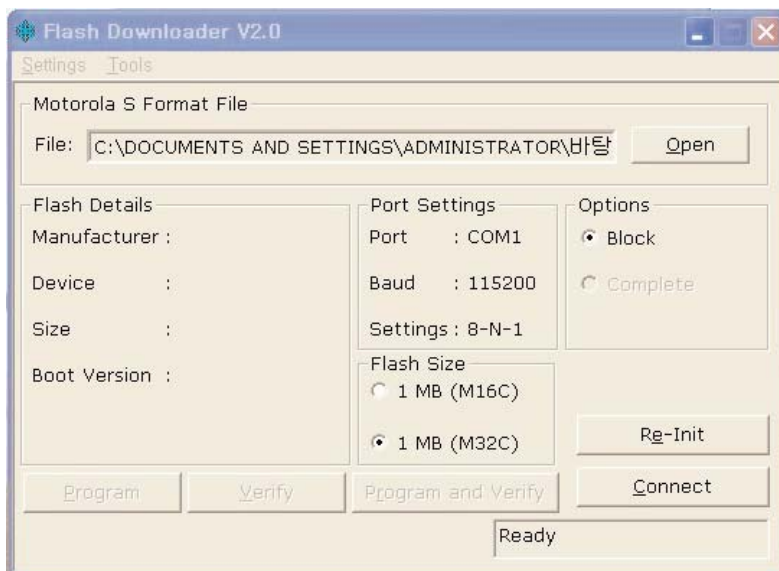 Flash Downloader V2.0
Settings Tools
Motorola S Format File
File: C:\DOCUMENTS AND SETTINGS\ADMINISTRATOR\바탕
Open
Flash Details
Manufacturer :
Device :
Size :
Boot Version :
Port Settings
Port : COM1
Baud : 115200
Settings : 8-N-1
Options
Block
Complete
Flash Size
1 MB (M16C)
1 MB (M32C)
Re-Init
Connect
Program
Verify
Program and Verify
Ready